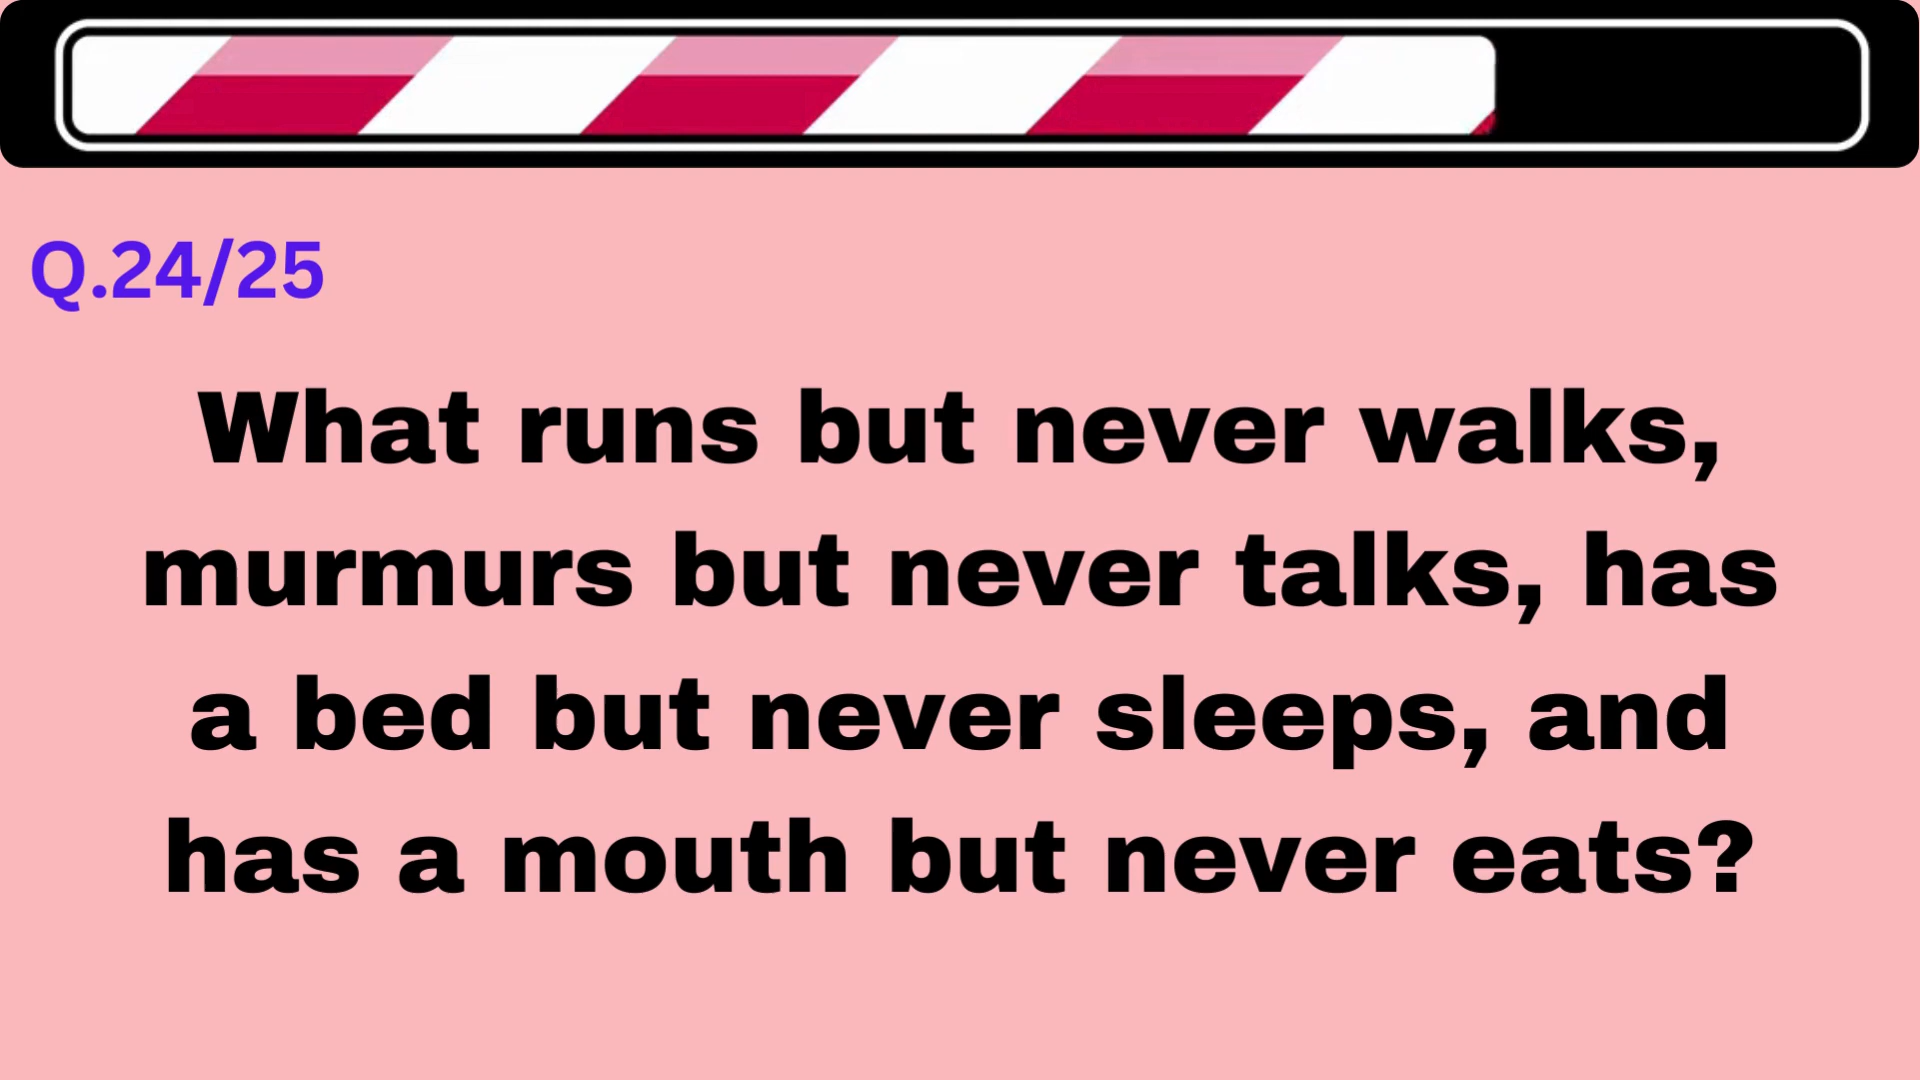 Q.24/25
What runs but never walks,
murmurs but never talks, has
a bed but never sleeps, and
has a mouth but never eats?